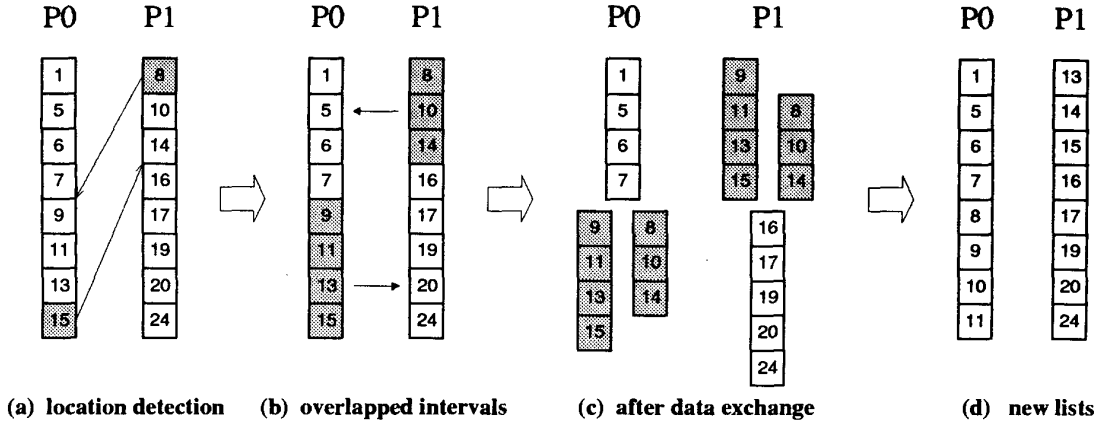 P0 P1 P0 P1 P0 P1 P0 P1
1 8 1 8 1 9 1 13
5 10 5 10 5 11 8 5 14
6 14 6 14 6 13 10 6 15
7 16 7 16 7 15 14 7 16
9 17 9 17 9 8 16 8 17
11 19 11 19 11 10 17 9 19
13 20 13 20 13 14 19 10 20
15 24 15 24 15 20 11 24
24
(a) location detection (b) overlapped intervals (c) after data exchange (d) new lists